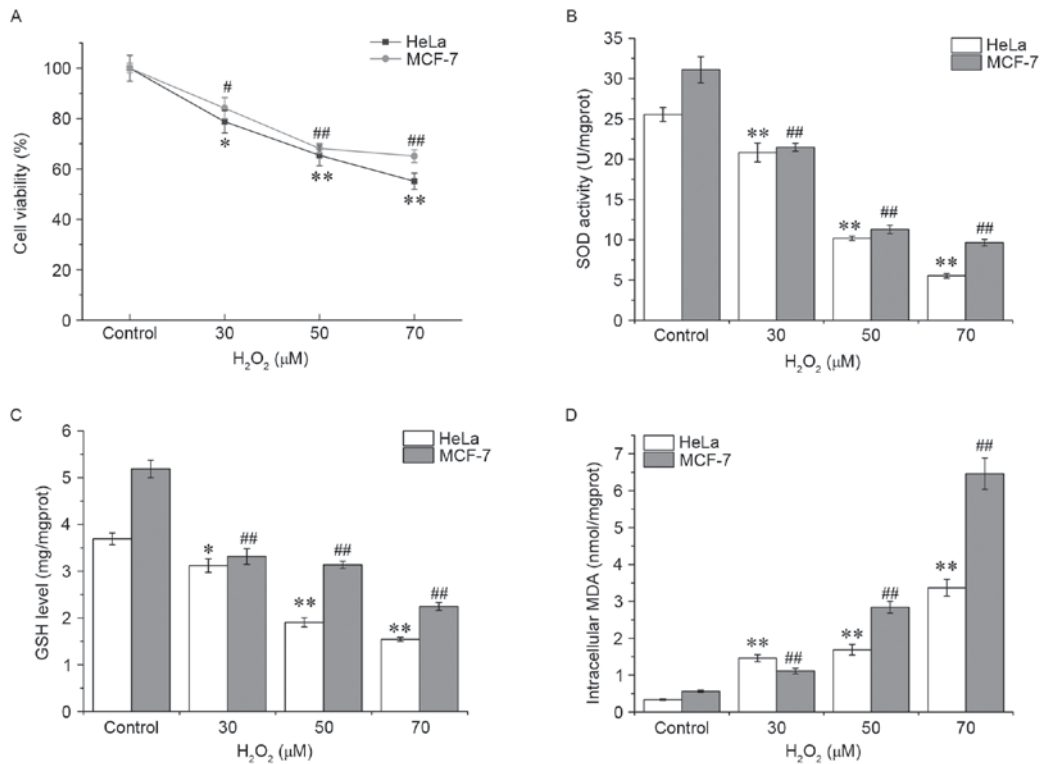 A
HeLa
MCF-7
100
80
60
40
20
0
Cell viability (%)
#
##
##
*
**
**
Control
30
50
70
H₂O₂ (μM)
B
HeLa
MCF-7
35
30
25
20
15
10
5
0
SOD activity (U/mgprot)
** ##
** ##
** ##
Control
30
50
70
H₂O₂ (μM)
C
HeLa
MCF-7
6
5
4
3
2
1
0
GSH level (mg/mgprot)
* ##
** ##
** ##
Control
30
50
70
H₂O₂ (μM)
D
HeLa
MCF-7
7
6
5
4
3
2
1
0
Intracellular MDA (nmol/mgprot)
** ##
** ##
** ##
Control
30
50
70
H₂O₂ (μM)